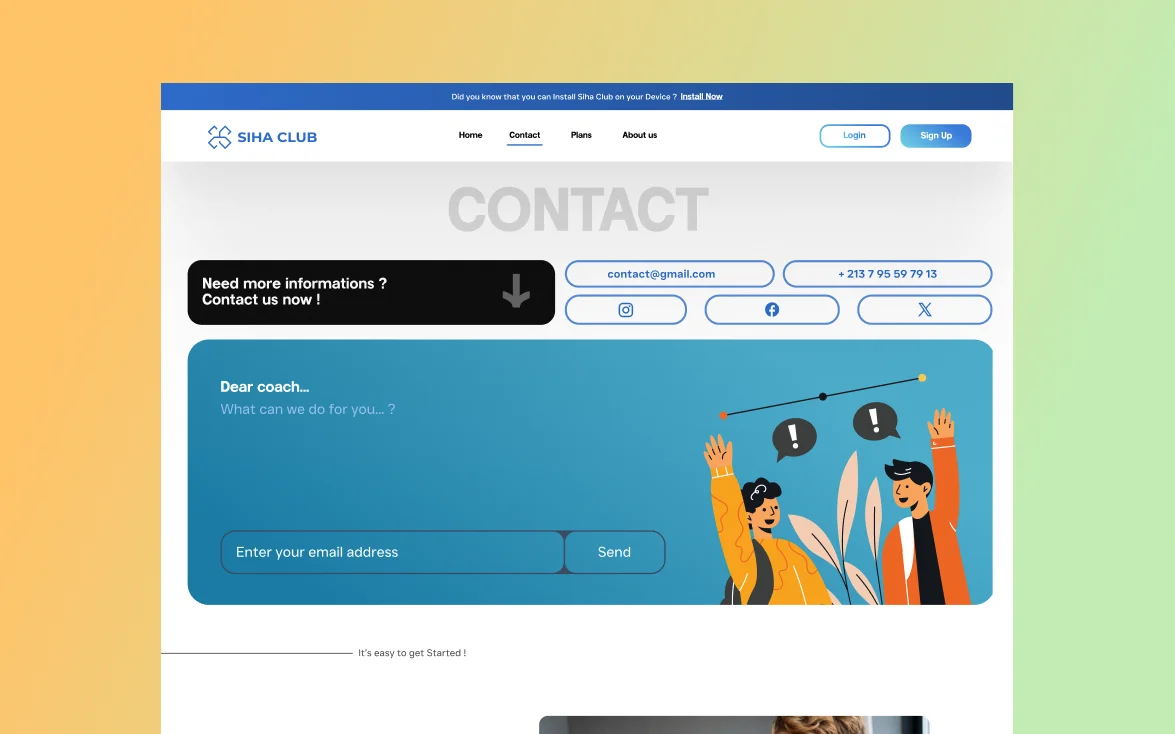 Did you know that you can Install Siha Club on your Device ? Install Now
SIHA CLUB
Home
Contact
Plans
About us
Login
Sign Up
CONTACT
Need more informations ?
Contact us now !
contact@gmail.com
+ 213 7 95 59 79 13
Dear coach...
What can we do for you... ?
!
!
Enter your email address
Send
It's easy to get Started !